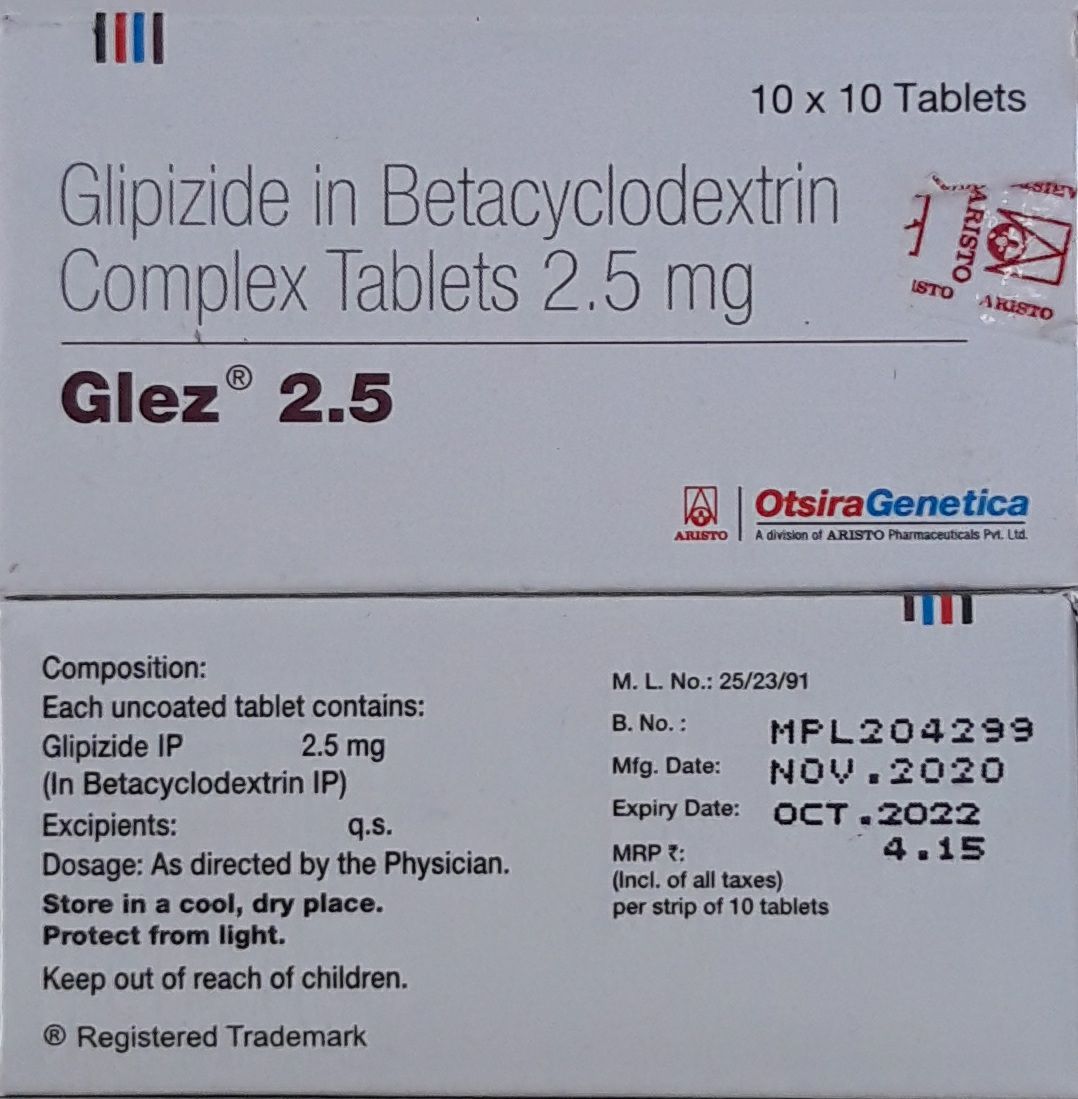 10 x 10 Tablets
Glipizide in Betacyclodextrin
Complex Tablets 2.5 mg
Glez® 2.5
ARISTO
ARISTO
ARISTO
OtsiraGenetica
A division of ARISTO Pharmaceuticals Pvt. Ltd.
Composition:
Each uncoated tablet contains:
Glipizide IP 2.5 mg
(In Betacyclodextrin IP)
Excipients: q.s.
Dosage: As directed by the Physician.
Store in a cool, dry place.
Protect from light.
Keep out of reach of children.
® Registered Trademark
M. L. No.: 25/23/91
B. No. : MPL204299
Mfg. Date: NOV.2020
Expiry Date: OCT.2022
MRP ₹: 4.15
(Incl. of all taxes)
per strip of 10 tablets